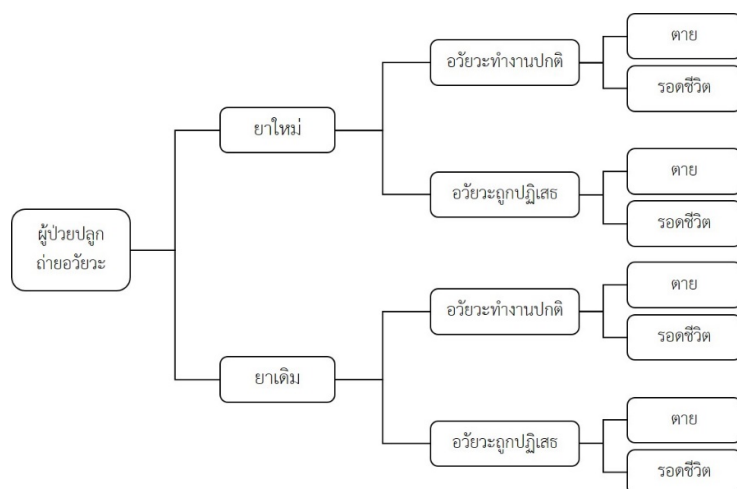 ผู้ป่วยปลูก
ถ่ายอวัยวะ
ยาใหม่
อวัยวะทำงานปกติ
ตาย
รอดชีวิต
อวัยวะถูกปฏิเสธ
ตาย
รอดชีวิต
ยาเดิม
อวัยวะทำงานปกติ
ตาย
รอดชีวิต
อวัยวะถูกปฏิเสธ
ตาย
รอดชีวิต